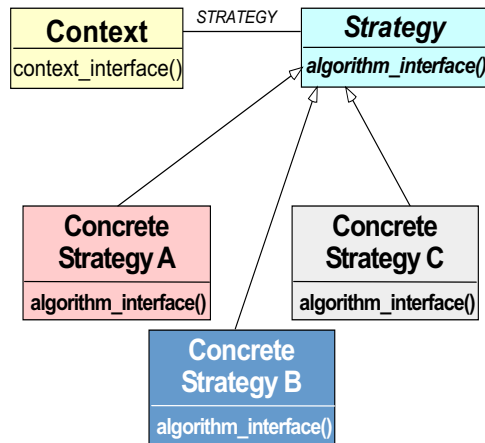 Context
context_interface()
STRATEGY
Strategy
algorithm_interface()
Concrete
Strategy A
algorithm_interface()
Concrete
Strategy B
algorithm_interface()
Concrete
Strategy C
algorithm_interface()